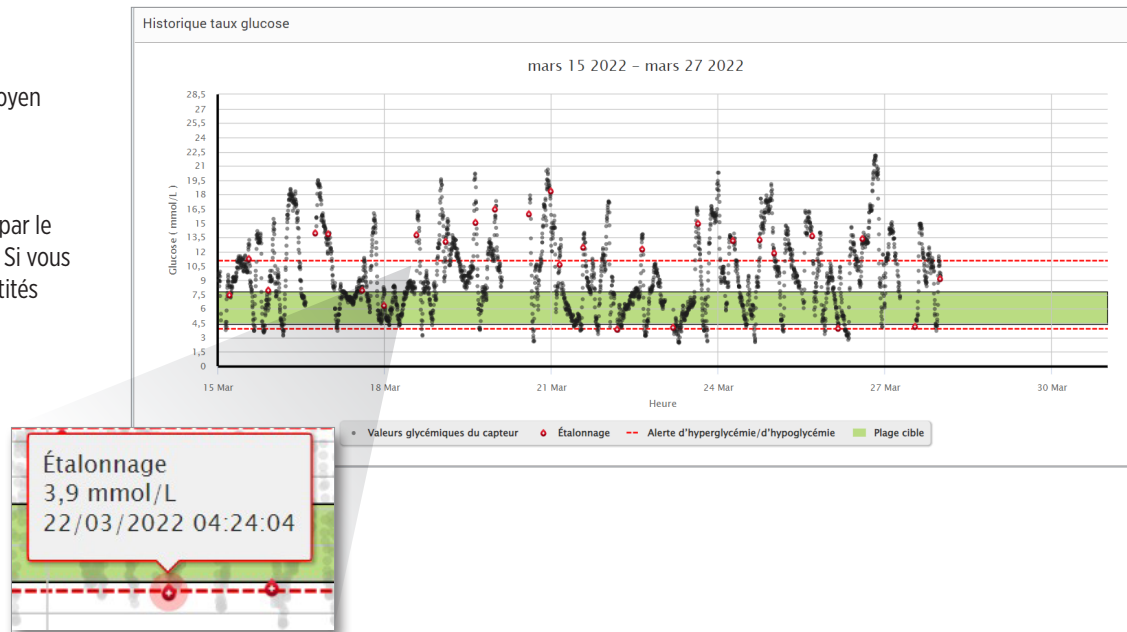 Historique taux glucose
mars 15 2022 – mars 27 2022
oyen
par le
Si vous
tités
Glucose ( mmol/L )
28,5
27
25,5
24
22,5
21
19,5
18
16,5
15
13,5
12
10,5
9
7,5
6
4,5
3
1,5
0
15 Mar 18 Mar 21 Mar 24 Mar 27 Mar 30 Mar
Heure
Valeurs glycémiques du capteur Étalonnage Alerte d'hyperglycémie/d'hypoglycémie Plage cible
Étalonnage
3,9 mmol/L
22/03/2022 04:24:04